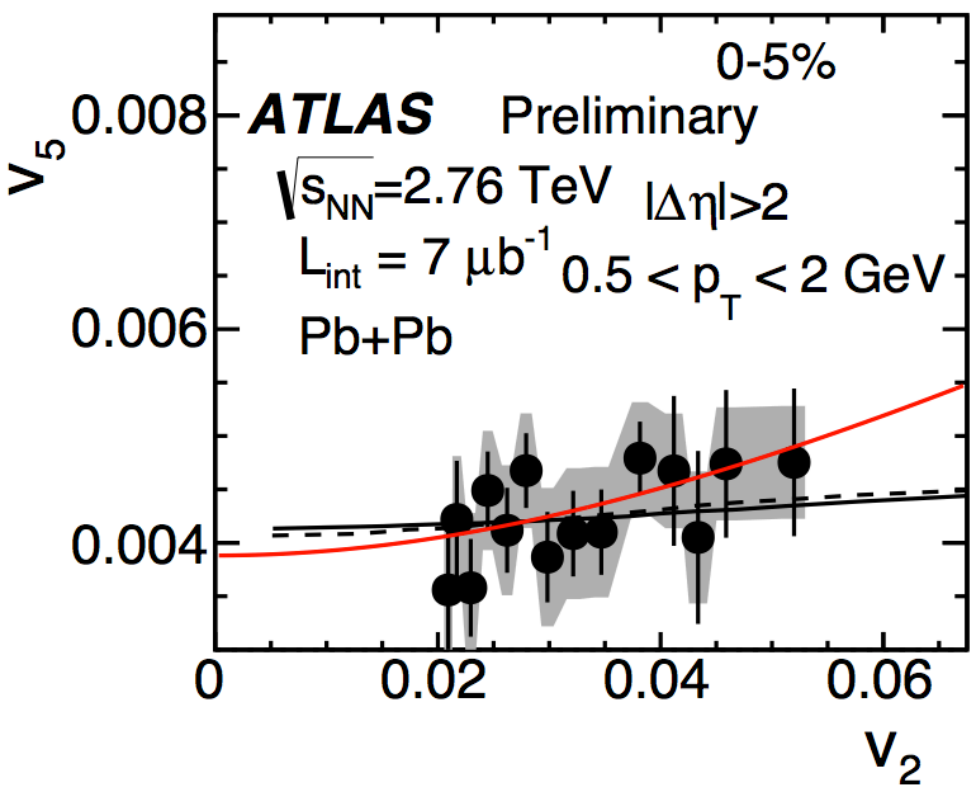 0-5%
ATLAS Preliminary
√sNN=2.76 TeV |Δη|>2
Lint = 7 μb-1 0.5 < pT < 2 GeV
Pb+Pb
v5
0.008
0.006
0.004
0 0.02 0.04 0.06
v2